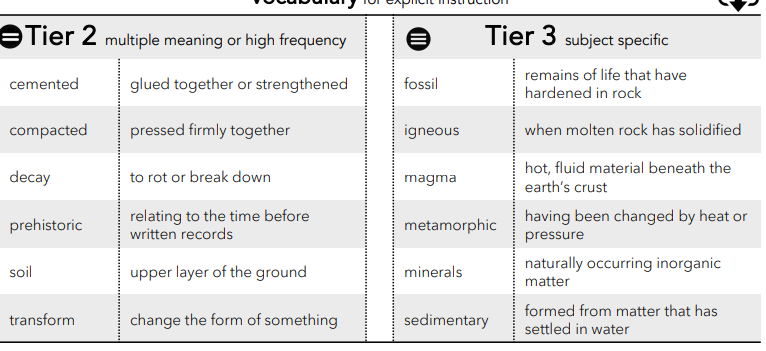 Vocabulary for explicit instruction
Tier 2 multiple meaning or high frequency
cemented glued together or strengthened
compacted pressed firmly together
decay to rot or break down
prehistoric relating to the time before
written records
soil upper layer of the ground
transform change the form of something
Tier 3 subject specific
fossil remains of life that have
hardened in rock
igneous when molten rock has solidified
magma hot, fluid material beneath the
earth’s crust
metamorphic having been changed by heat or
pressure
minerals naturally occurring inorganic
matter
sedimentary formed from matter that has
settled in water